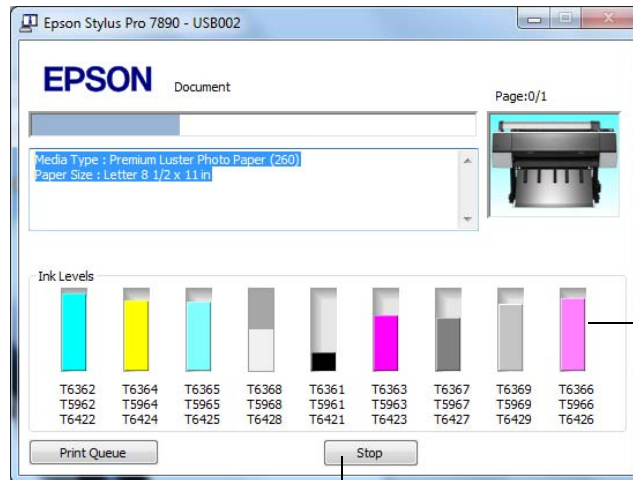 Epson Stylus Pro 7890 - USB002
EPSON Document
Page:0/1
Media Type : Premium Luster Photo Paper (260)
Paper Size : Letter 8 1/2 x 11 in
Ink Levels
T6362 T6364 T6365 T6368 T6361 T6363 T6367 T6369 T6366
T5962 T5964 T5965 T5968 T5961 T5963 T5967 T5969 T5966
T6422 T6424 T6425 T6428 T6421 T6423 T6427 T6429 T6426
Print Queue Stop